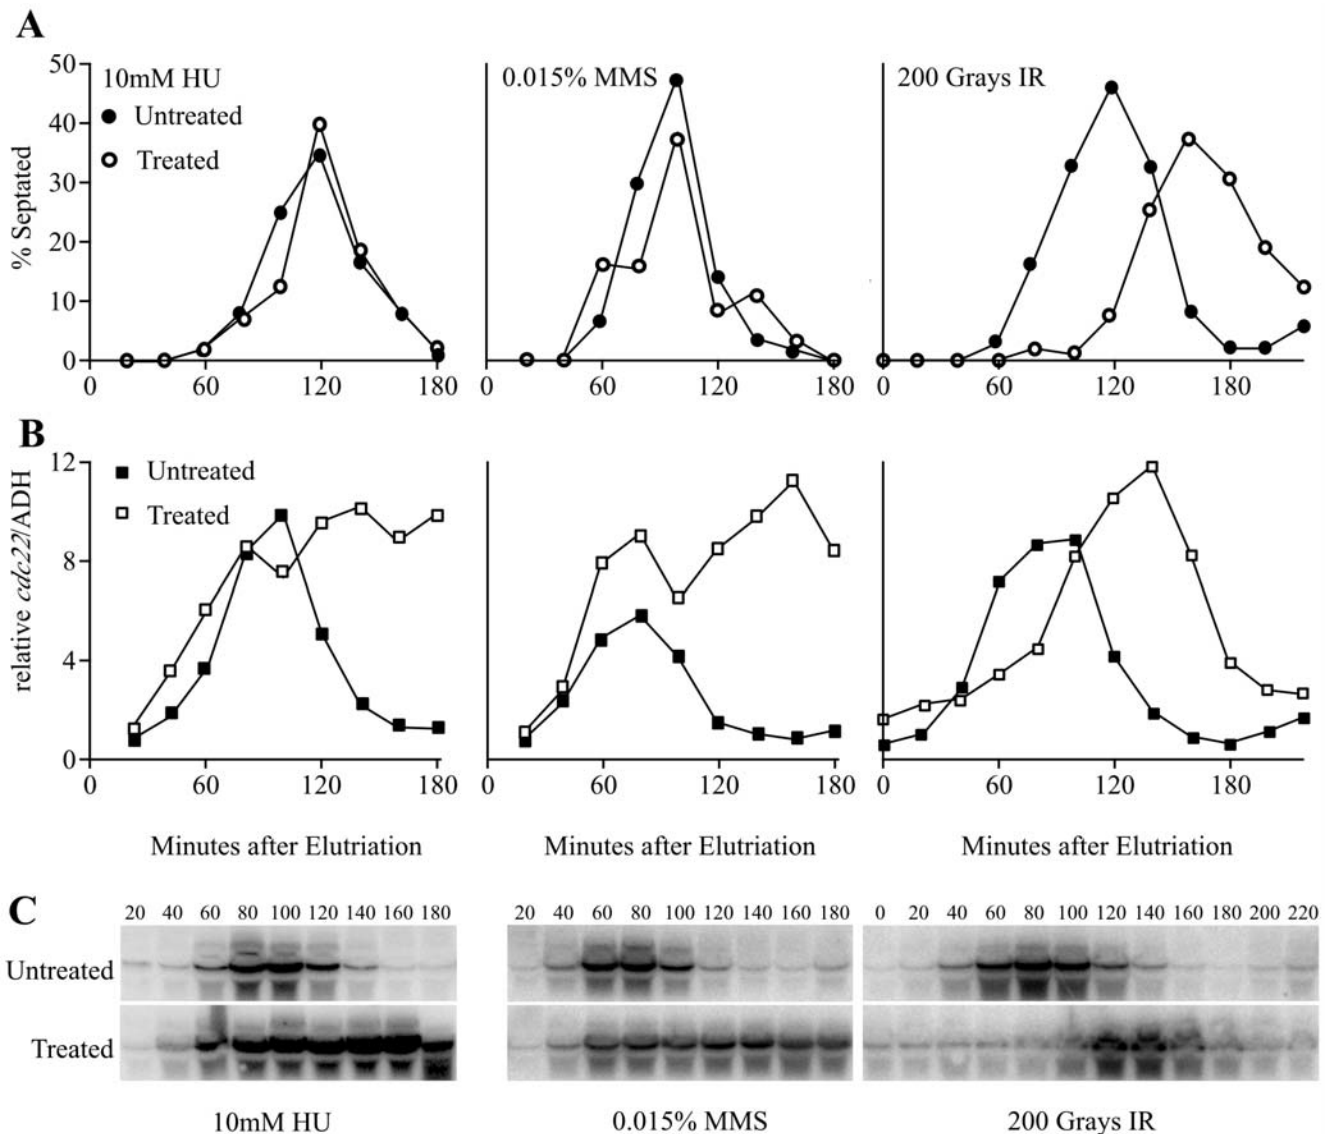 A
50
40
30
20
10
0
% Septated
10mM HU
Untreated
Treated
0 60 120 180
0.015% MMS
0 60 120 180
200 Grays IR
0 60 120 180
B
12
8
4
0
relative cdc22/ADH
Untreated
Treated
0 60 120 180
0 60 120 180
0 60 120 180
Minutes after Elutriation Minutes after Elutriation Minutes after Elutriation
C
20 40 60 80 100 120 140 160 180
20 40 60 80 100 120 140 160 180
0 20 40 60 80 100 120 140 160 180 200 220
Untreated
Treated
10mM HU 0.015% MMS 200 Grays IR